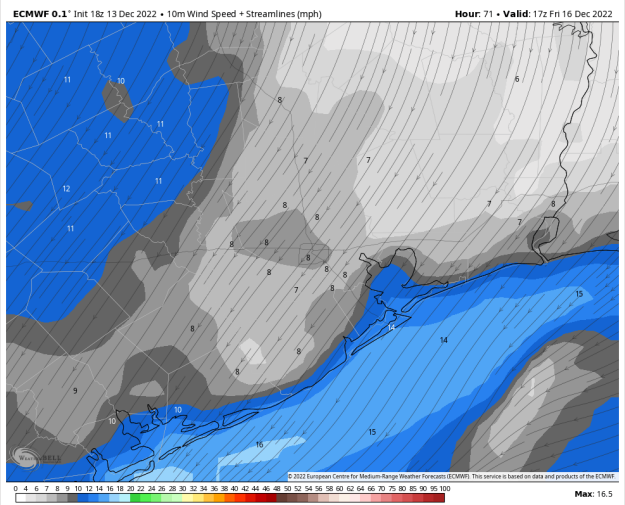 ECMWF 0.1° Init 18z 13 Dec 2022 • 10m Wind Speed + Streamlines (mph) Hour: 71 • Valid: 17z Fri 16 Dec 2022
11 10 6
8
11 11
7 7
12 11
8 7 8
11 8 7
8 8
8 8
8 8
7 8 15
8 14
14
8
8
9
10 10
15
16
WeatherBELL
© 2022 European Centre for Medium-Range Weather Forecasts (ECMWF). This service is based on data and products of the ECMWF
0 4 6 7 8 9 10 12 14 16 18 20 22 24 26 28 30 32 34 36 38 40 42 44 46 48 50 52 54 56 58 60 62 64 66 68 70 75 80 85 90 95 100
Max: 16.5